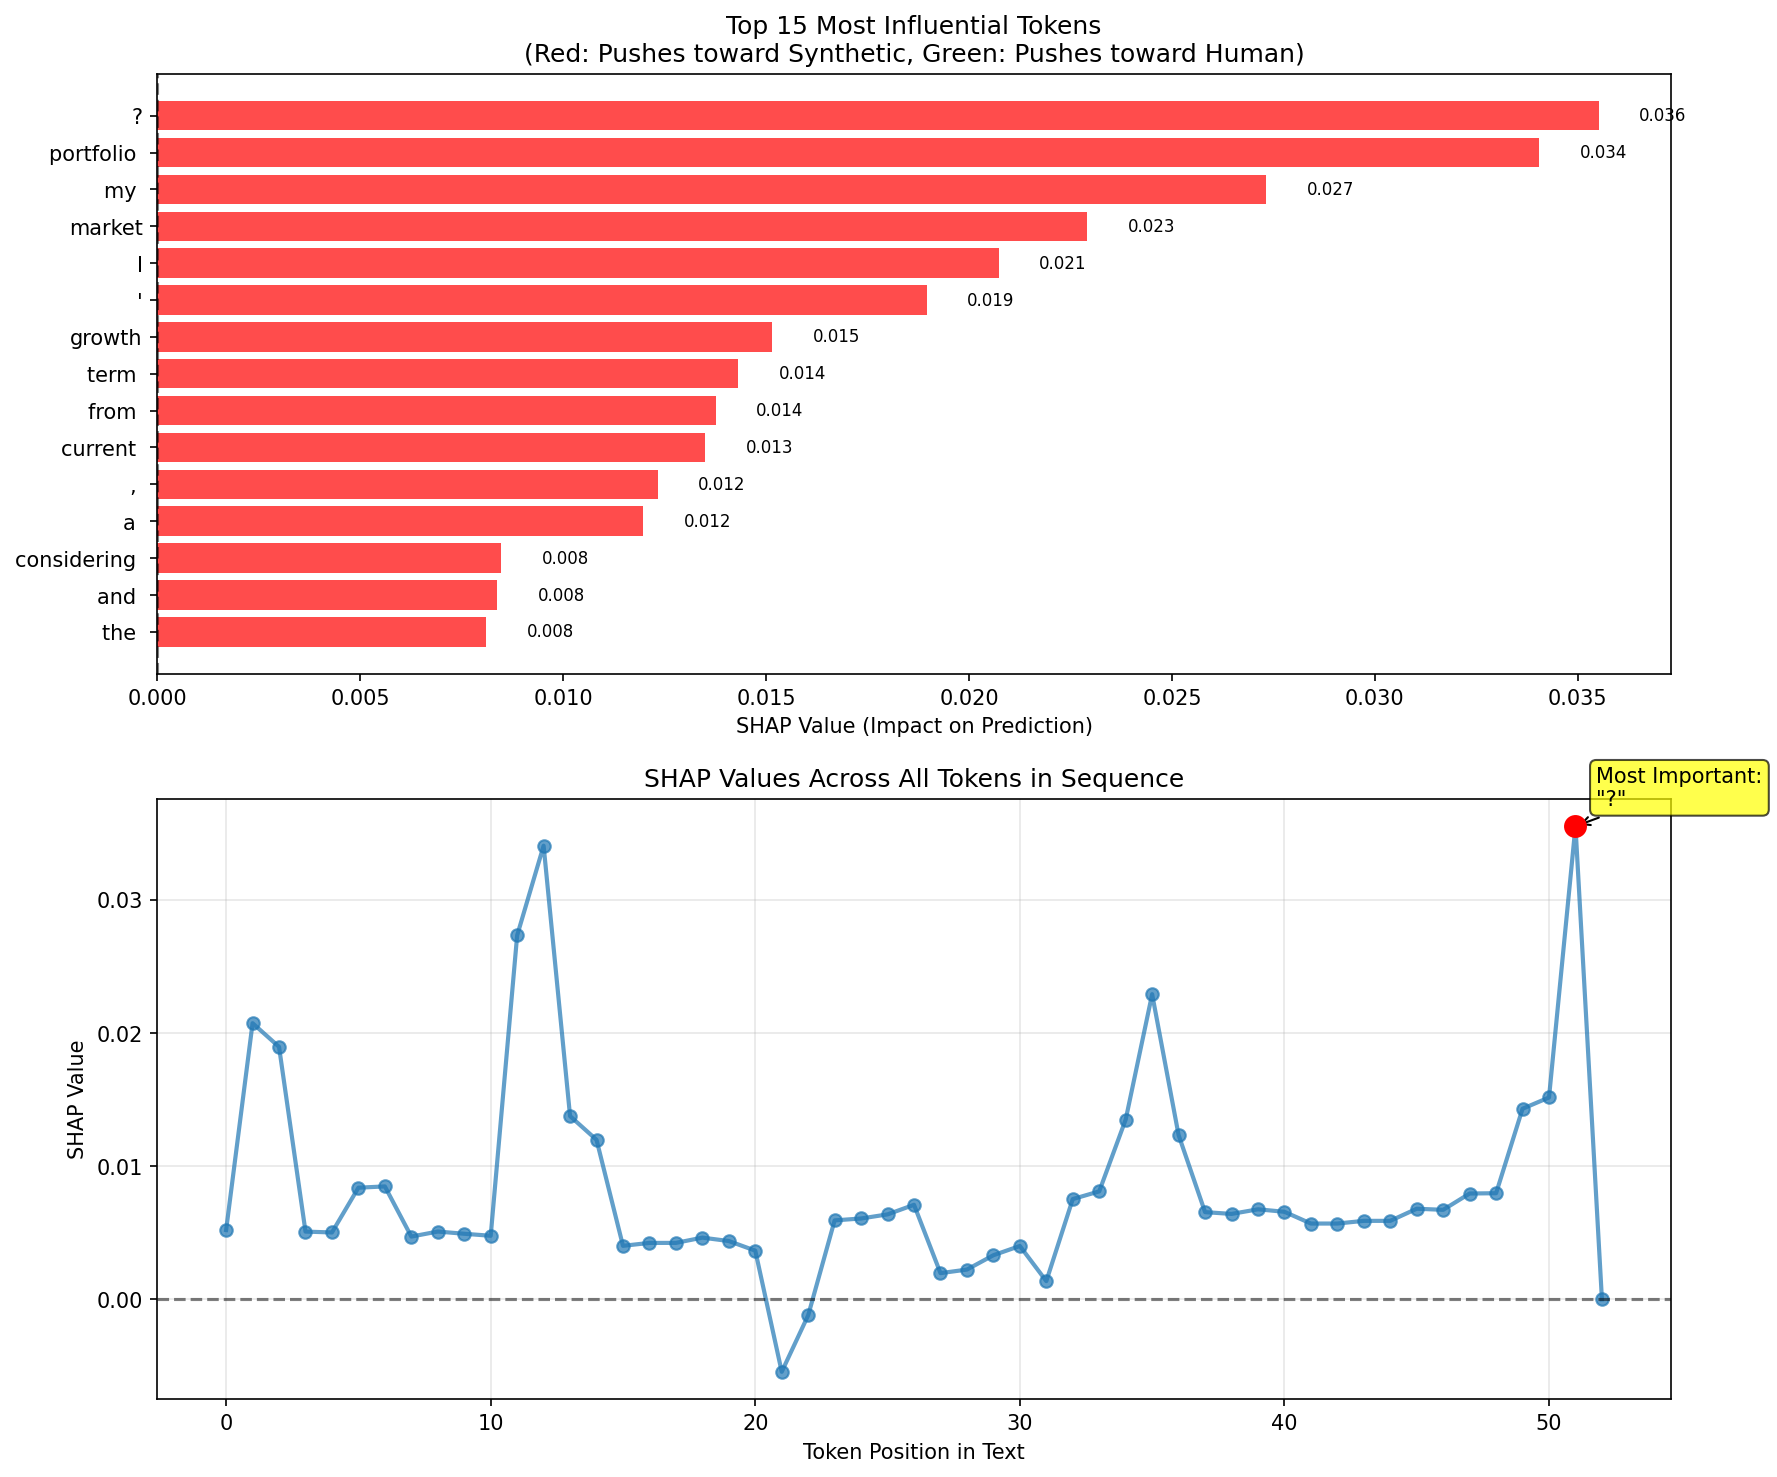 Top 15 Most Influential Tokens
(Red: Pushes toward Synthetic, Green: Pushes toward Human)
? 0.036
portfolio 0.034
my 0.027
market 0.023
I 0.021
' 0.019
growth 0.015
term 0.014
from 0.014
current 0.013
, 0.012
a 0.012
considering 0.008
and 0.008
the 0.008
0.000 0.005 0.010 0.015 0.020 0.025 0.030 0.035
SHAP Value (Impact on Prediction)
SHAP Values Across All Tokens in Sequence
Most Important:
"?"
SHAP Value
0.03
0.02
0.01
0.00
0 10 20 30 40 50
Token Position in Text